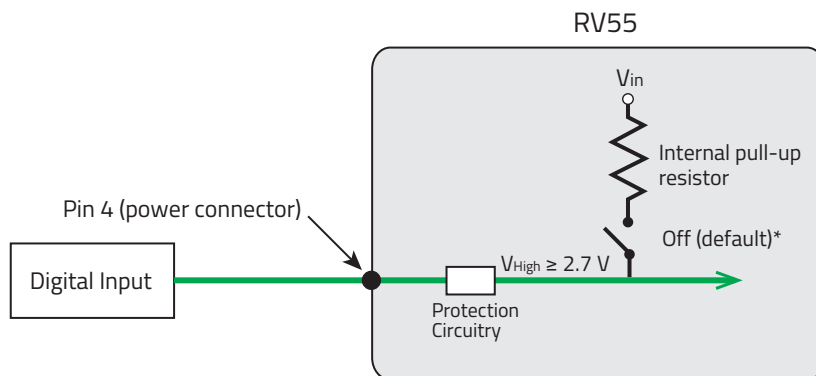 RV55
Vin
Internal pull-up
resistor
Pin 4 (power connector)
Off (default)*
Digital Input
VHigh ≥ 2.7 V
Protection
Circuitry